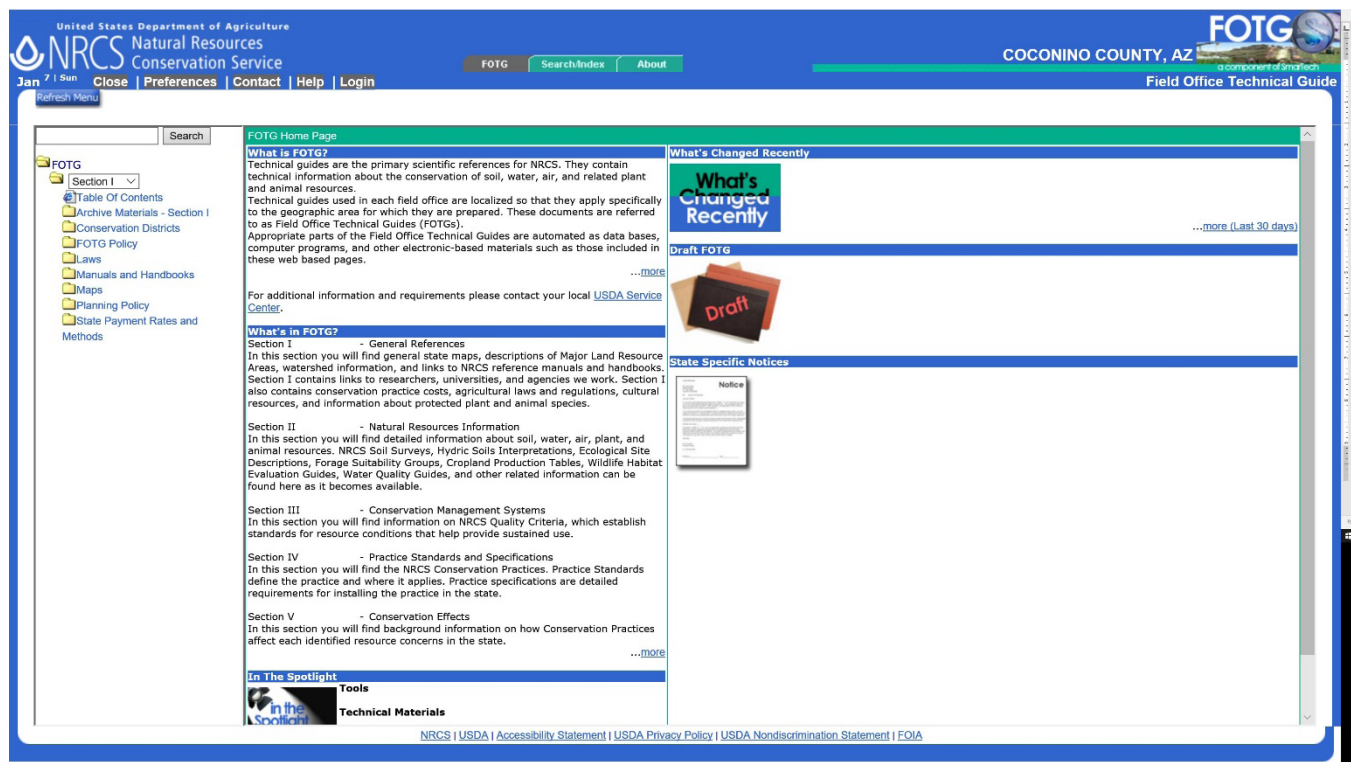 United States Department of Agriculture
NRCS Natural Resources
Conservation Service
FOTG
COCONINO COUNTY, AZ
a component of Smartech
FOTG Search/Index About
Jan 7 | Sun Close | Preferences | Contact | Help | Login
Field Office Technical Guide
Refresh Menu
Search
FOTG
Section I
Table Of Contents
Archive Materials - Section I
Conservation Districts
FOTG Policy
Laws
Manuals and Handbooks
Maps
Planning Policy
State Payment Rates and
Methods
FOTG Home Page
What is FOTG?
Technical guides are the primary scientific references for NRCS. They contain
technical information about the conservation of soil, water, air, and related plant
and animal resources.
Technical guides used in each field office are localized so that they apply specifically
to the geographic area for which they are prepared. These documents are referred
to as Field Office Technical Guides (FOTGs).
Appropriate parts of the Field Office Technical Guides are automated as data bases,
computer programs, and other electronic-based materials such as those included in
these web based pages.
...more
For additional information and requirements please contact your local USDA Service
Center.
What's in FOTG?
Section I - General References
In this section you will find general state maps, descriptions of Major Land Resource
Areas, watershed information, and links to NRCS reference manuals and handbooks.
Section I contains links to researchers, universities, and agencies we work. Section I
also contains conservation practice costs, agricultural laws and regulations, cultural
resources, and information about protected plant and animal species.
Section II - Natural Resources Information
In this section you will find detailed information about soil, water, air, plant, and
animal resources. NRCS Soil Surveys, Hydric Soils Interpretations, Ecological Site
Descriptions, Forage Suitability Groups, Cropland Production Tables, Wildlife Habitat
Evaluation Guides, Water Quality Guides, and other related information can be
found here as it becomes available.
Section III - Conservation Management Systems
In this section you will find information on NRCS Quality Criteria, which establish
standards for resource conditions that help provide sustained use.
Section IV - Practice Standards and Specifications
In this section you will find the NRCS Conservation Practices. Practice Standards
define the practice and where it applies. Practice specifications are detailed
requirements for installing the practice in the state.
Section V - Conservation Effects
In this section you will find background information on how Conservation Practices
affect each identified resource concerns in the state.
...more
In The Spotlight
in the
Spotlight
Tools
Technical Materials
What's Changed Recently
What's
Changed
Recently
...more (Last 30 days)
Draft FOTG
Draft
State Specific Notices
Notice
NRCS | USDA | Accessibility Statement | USDA Privacy Policy | USDA Nondiscrimination Statement | FOIA